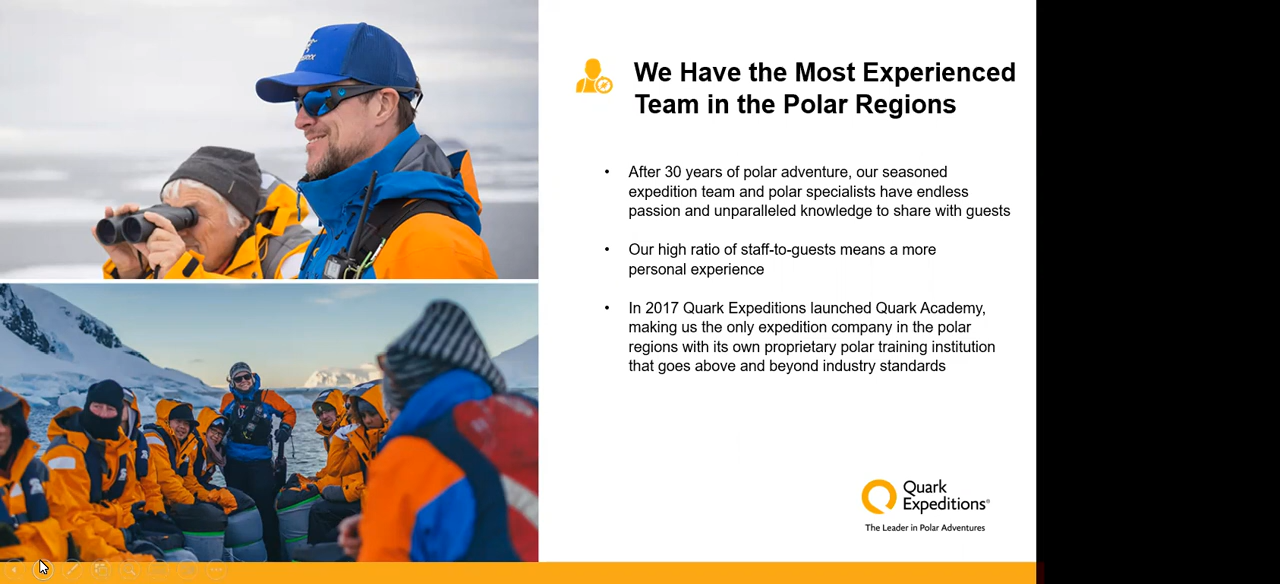 We Have the Most Experienced
Team in the Polar Regions
• After 30 years of polar adventure, our seasoned
expedition team and polar specialists have endless
passion and unparalleled knowledge to share with guests
• Our high ratio of staff-to-guests means a more
personal experience
• In 2017 Quark Expeditions launched Quark Academy,
making us the only expedition company in the polar
regions with its own proprietary polar training institution
that goes above and beyond industry standards
Quark
Expeditions®
The Leader in Polar Adventures